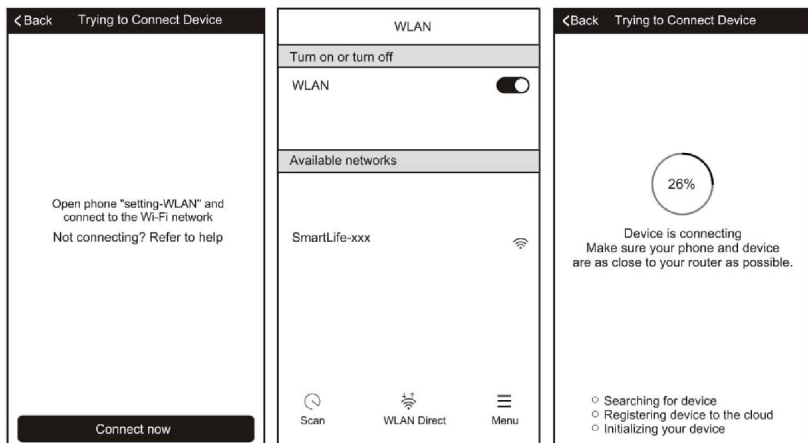 Back Trying to Connect Device
Open phone "setting-WLAN" and
connect to the Wi-Fi network
Not connecting? Refer to help
Connect now
WLAN
Turn on or turn off
WLAN
Available networks
SmartLife-xxx
Scan WLAN Direct Menu
Back Trying to Connect Device
26%
Device is connecting
Make sure your phone and device
are as close to your router as possible.
Searching for device
Registering device to the cloud
Initializing your device